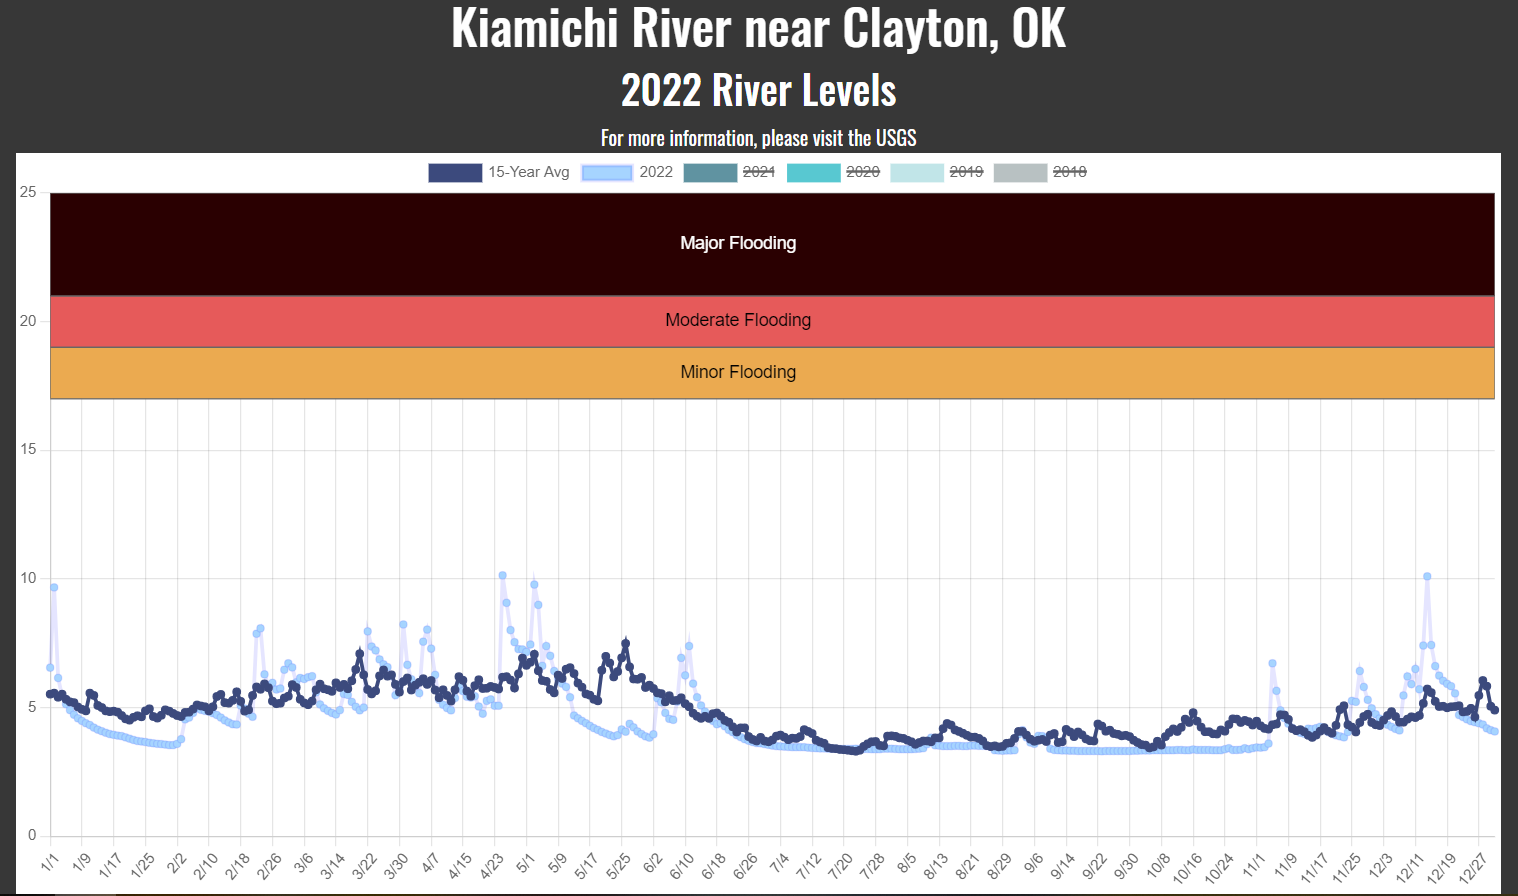 Kiamichi River near Clayton, OK
2022 River Levels
For more information, please visit the USGS
15-Year Avg 2022 2021 2020 2019 2018
25
Major Flooding
20
Moderate Flooding
Minor Flooding
15
10
5
0
1/1 1/9 1/17 1/25 2/2 2/10 2/18 2/26 3/6 3/14 3/22 3/30 4/7 4/15 4/23 5/1 5/9 5/17 5/25 6/2 6/10 6/18 6/26 7/4 7/12 7/20 7/28 8/5 8/13 8/21 8/29 9/6 9/14 9/22 9/30 10/8 10/16 10/24 11/1 11/9 11/17 11/25 12/3 12/11 12/19 12/27